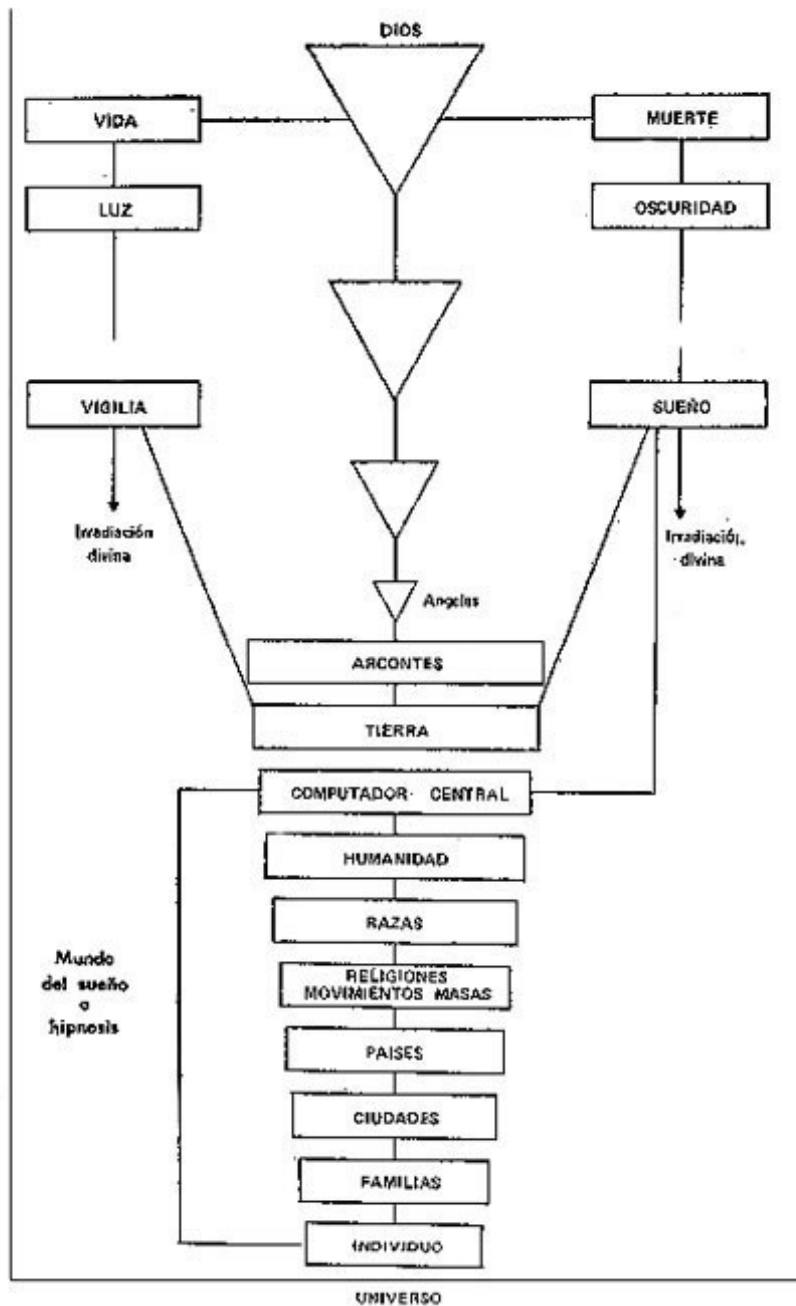 DIOS
VIDA
MUERTE
LUZ
OSCURIDAD
VIGILIA
SUEÑO
Irradiación
divina
Irradiació.
divina
Angeles
ARCONTES
TIERRA
COMPUTADOR CENTRAL
HUMANIDAD
RAZAS
Mundo
del sueño
o
hipnosis
RELIGIONES
MOVIMIENTOS MASAS
PAISES
CIUDADES
FAMILIAS
INDIVIDUO
UNIVERSO